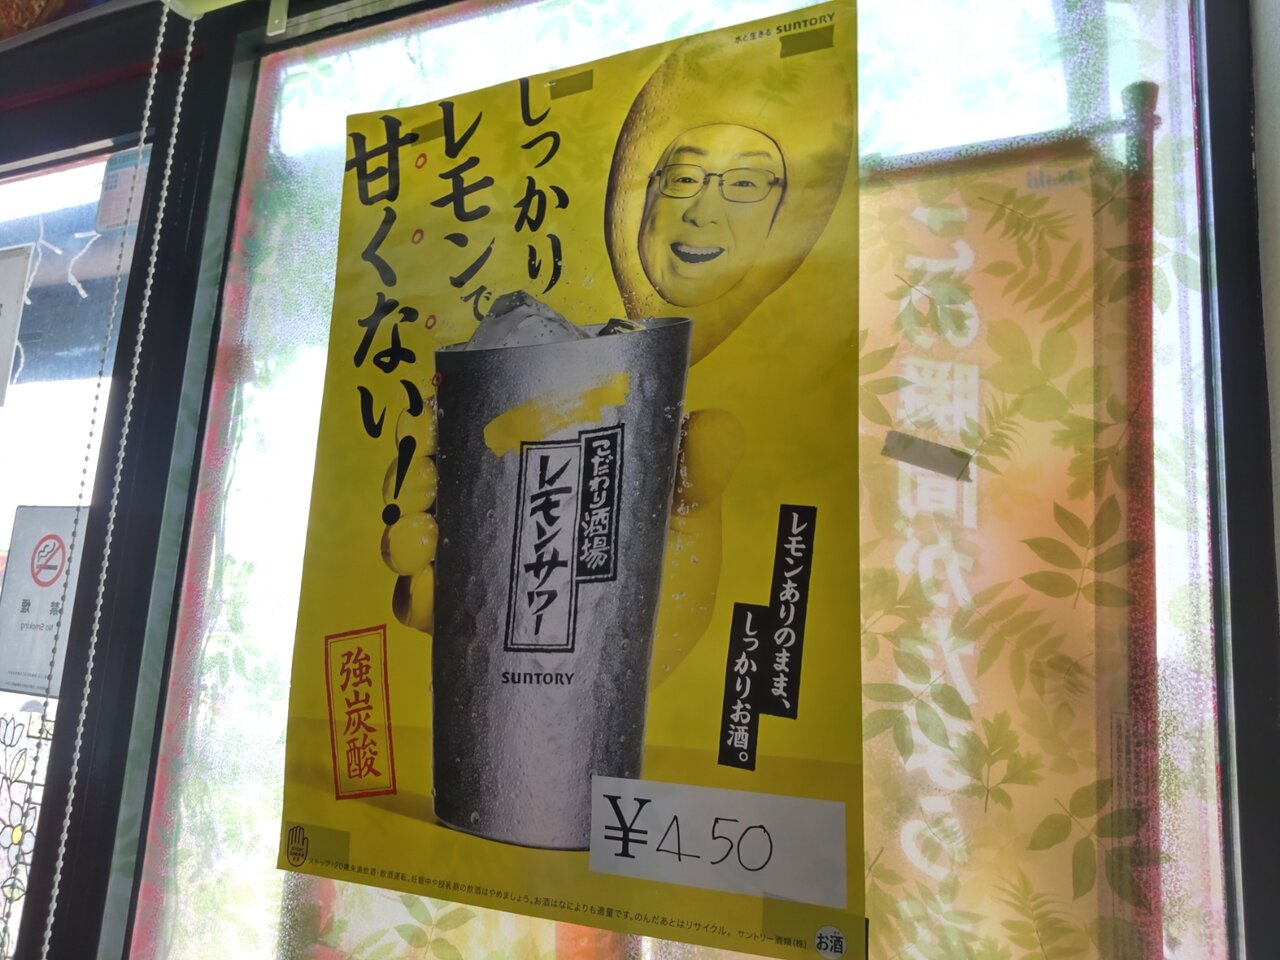 水と生きる SUNTORY
しっかり
レモンで
甘くない！
こだわり酒場
レモンサワー
SUNTORY
レモンありのまま、
しっかりお酒。
強炭酸
¥450
ストップ!20歳未満飲酒・飲酒運転。妊娠中や授乳期の飲酒はやめましょう。お酒はなによりも適量です。のんだあとはリサイクル。 サントリー酒類(株)
お酒
禁煙
No Smoking